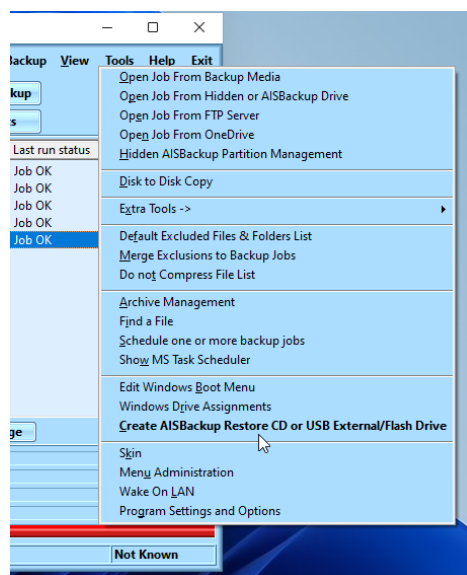 Backup View Tools Help Exit
kup
s
Last run status
Job OK
Job OK
Job OK
Job OK
Job OK
ge
Not Known
Open Job From Backup Media
Open Job From Hidden or AISBackup Drive
Open Job From FTP Server
Open Job From OneDrive
Hidden AISBackup Partition Management
Disk to Disk Copy
Extra Tools ->
Default Excluded Files & Folders List
Merge Exclusions to Backup Jobs
Do not Compress File List
Archive Management
Find a File
Schedule one or more backup jobs
Show MS Task Scheduler
Edit Windows Boot Menu
Windows Drive Assignments
Create AISBackup Restore CD or USB External/Flash Drive
Skin
Menu Administration
Wake On LAN
Program Settings and Options